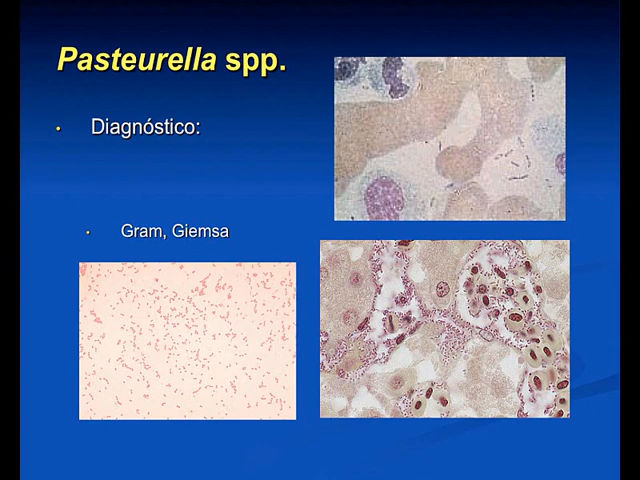 Pasteurella spp.
• Diagnóstico:
• Gram, Giemsa